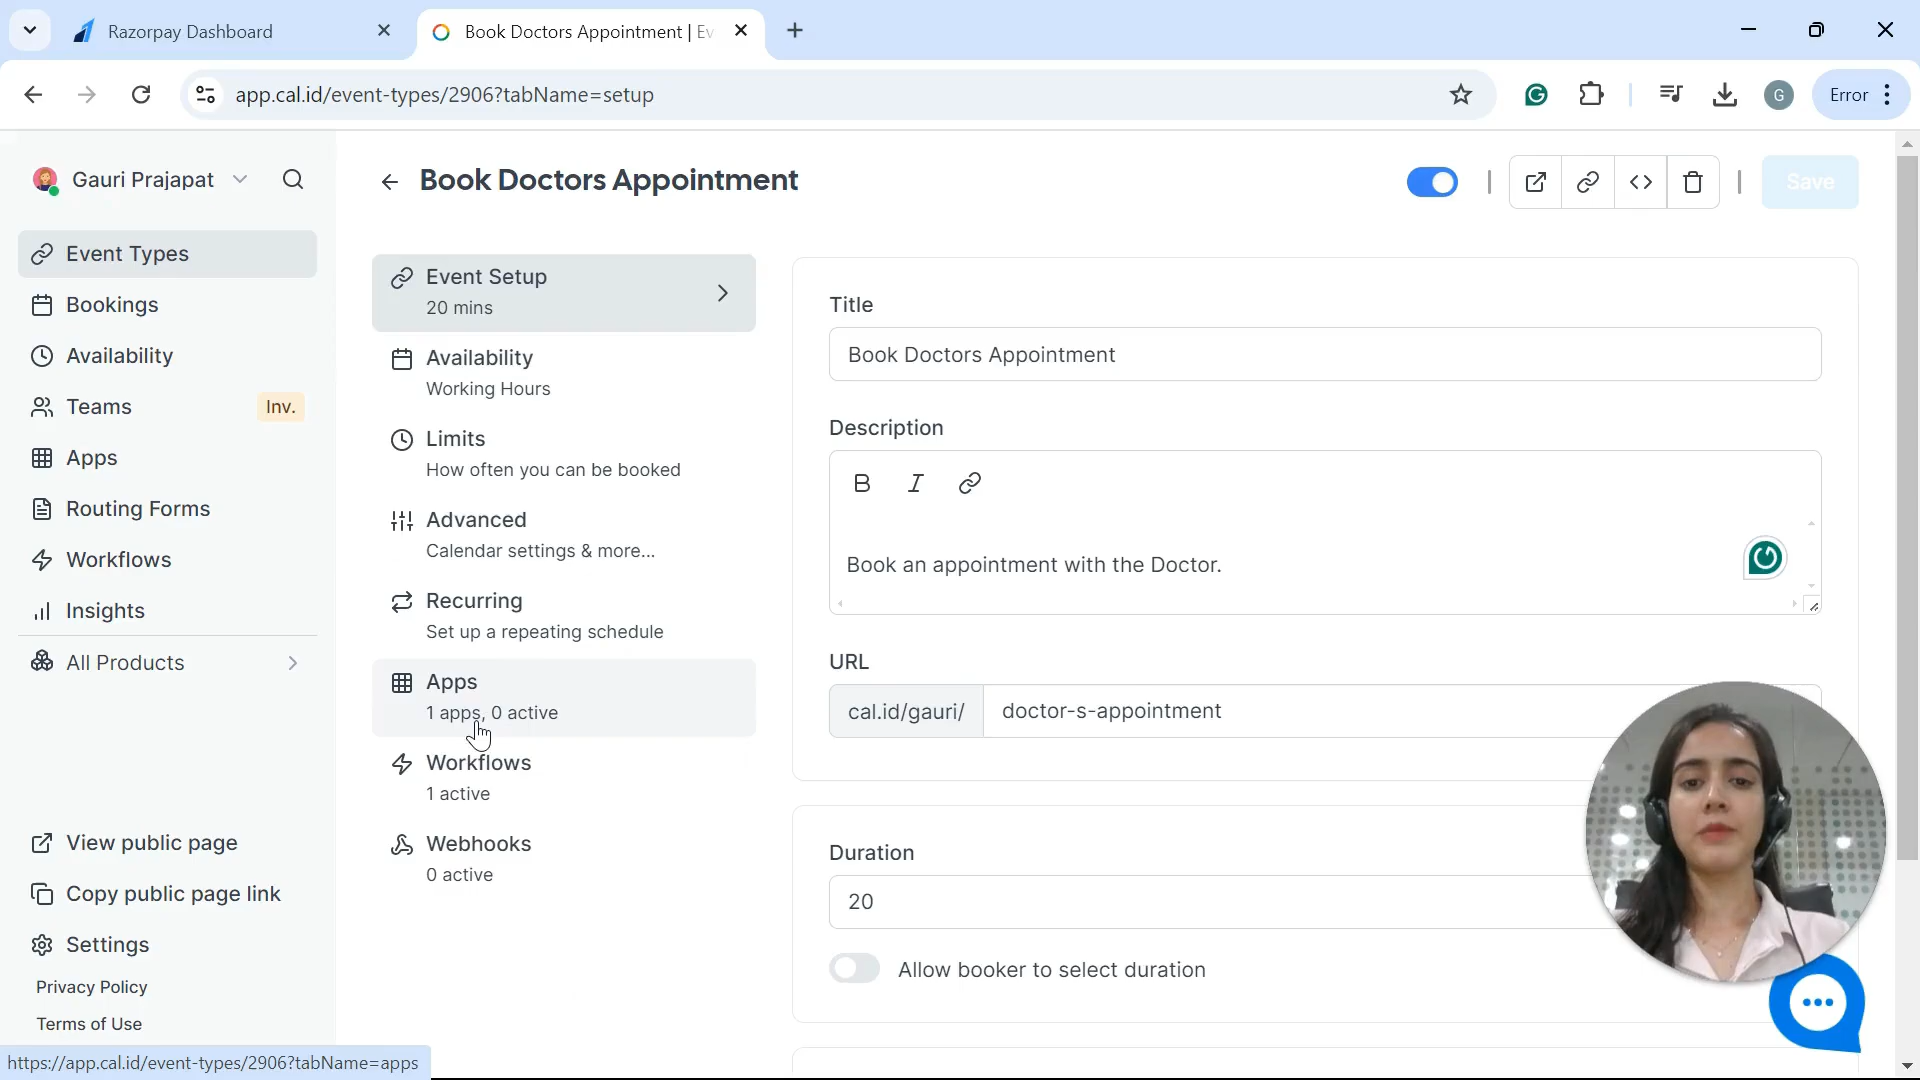 Razorpay Dashboard
Book Doctors Appointment | Ev
app.cal.id/event-types/2906?tabName=setup
G
Error
Gauri Prajapat
Event Types
Bookings
Availability
Teams
Inv.
Apps
Routing Forms
Workflows
Insights
All Products
View public page
Copy public page link
Settings
Privacy Policy
Terms of Use
https://app.cal.id/event-types/2906?tabName=apps
Book Doctors Appointment
Save
Event Setup
20 mins
Availability
Working Hours
Limits
How often you can be booked
Advanced
Calendar settings & more...
Recurring
Set up a repeating schedule
Apps
1 apps, 0 active
Workflows
1 active
Webhooks
0 active
Title
Book Doctors Appointment
Description
B I
Book an appointment with the Doctor.
URL
cal.id/gauri/ doctor-s-appointment
Duration
20
Allow booker to select duration